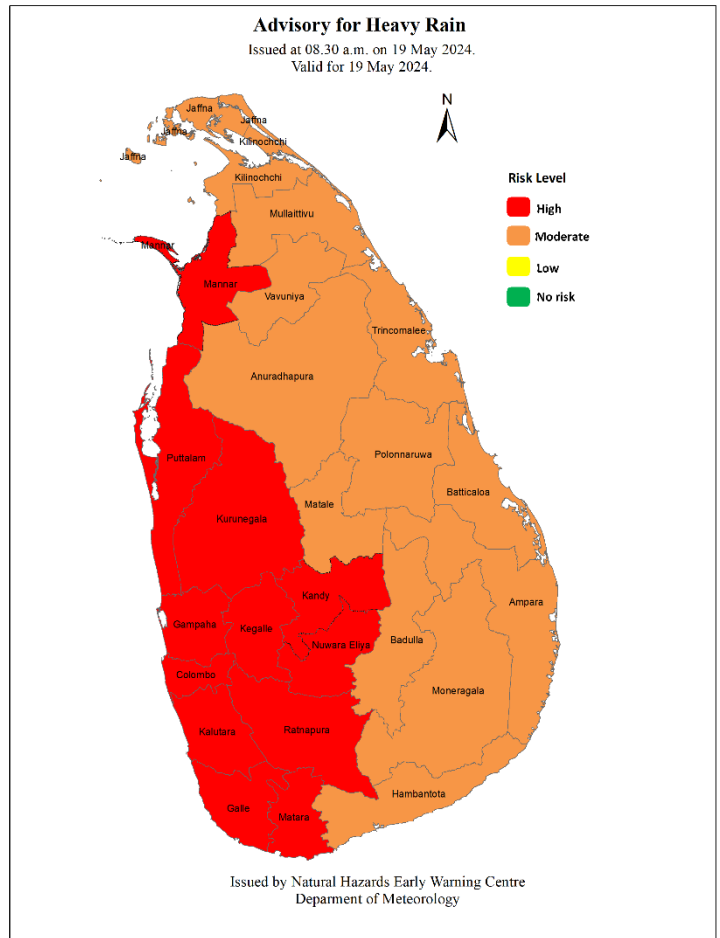 Advisory for Heavy Rain
Issued at 08.30 a.m. on 19 May 2024.
Valid for 19 May 2024.
N
Jaffna
Jaffna
Jaffna
Kilinochchi
Jaffna
Kilinochchi
Risk Level
High
Mullaittivu
Moderate
Mannar
Low
Mannar
Vavuniya
No risk
Trincomalee
Anuradhapura
Polonnaruwa
Puttalam
Batticaloa
Matale
Kurunegala
Kandy
Ampara
Gampaha
Kegalle
Nuwara Eliya
Badulla
Colombo
Moneragala
Kalutara
Ratnapura
Hambantota
Galle
Matara
Issued by Natural Hazards Early Warning Centre
Deparment of Meteorology